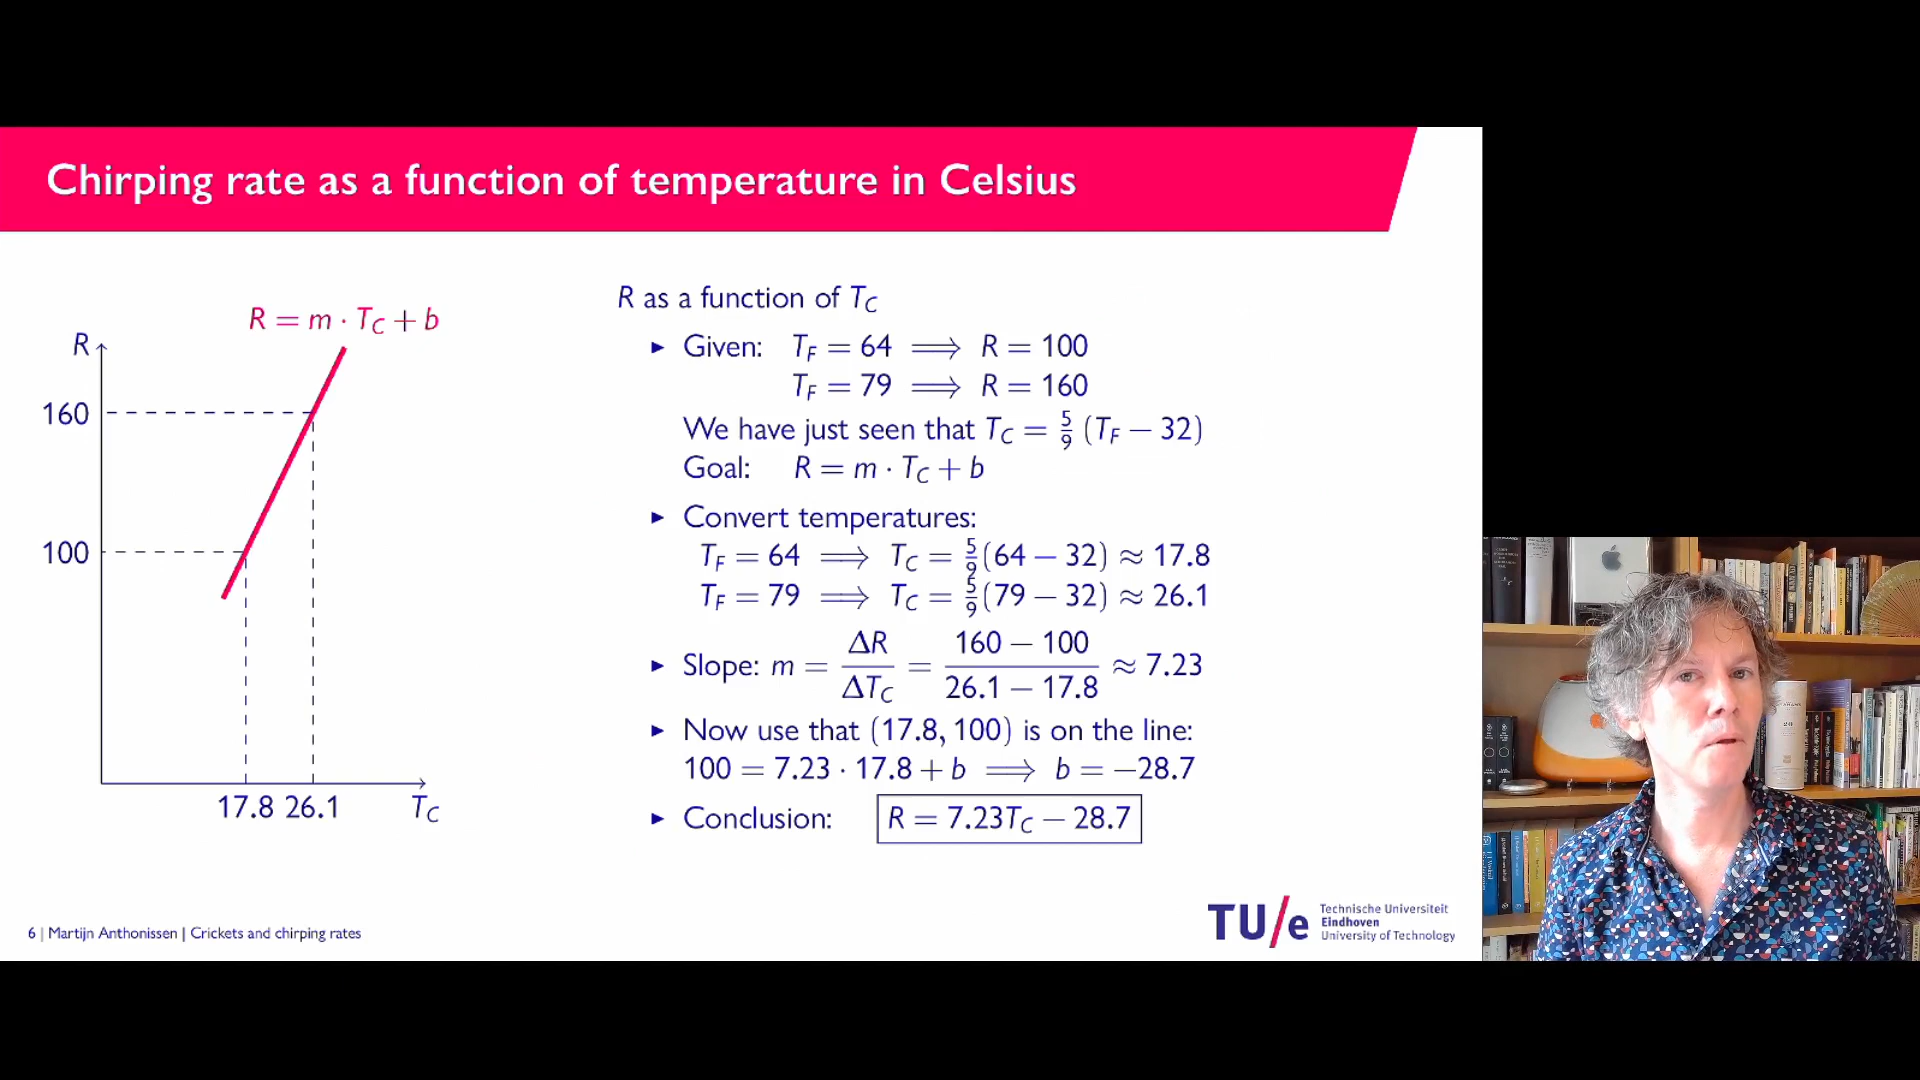 Chirping rate as a function of temperature in Celsius
R = m · T_C + b
R
160
100
17.8 26.1 T_C
R as a function of T_C
▸ Given: T_F = 64 ⟹ R = 100
T_F = 79 ⟹ R = 160
We have just seen that T_C = 5/9 (T_F − 32)
Goal: R = m · T_C + b
▸ Convert temperatures:
T_F = 64 ⟹ T_C = 5/9(64 − 32) ≈ 17.8
T_F = 79 ⟹ T_C = 5/9(79 − 32) ≈ 26.1
▸ Slope: m = ΔR/ΔT_C = (160 − 100)/(26.1 − 17.8) ≈ 7.23
▸ Now use that (17.8, 100) is on the line:
100 = 7.23 · 17.8 + b ⟹ b = −28.7
▸ Conclusion: R = 7.23T_C − 28.7
6 | Martijn Anthonissen | Crickets and chirping rates
TU/e Technische Universiteit
Eindhoven
University of Technology